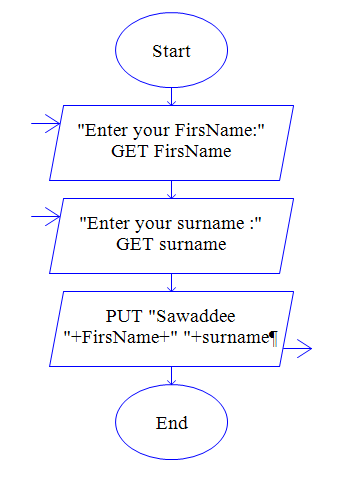 Start
"Enter your FirsName:"
GET FirsName
"Enter your surname :"
GET surname
PUT "Sawaddee
"+FirsName+" "+surname¶
End